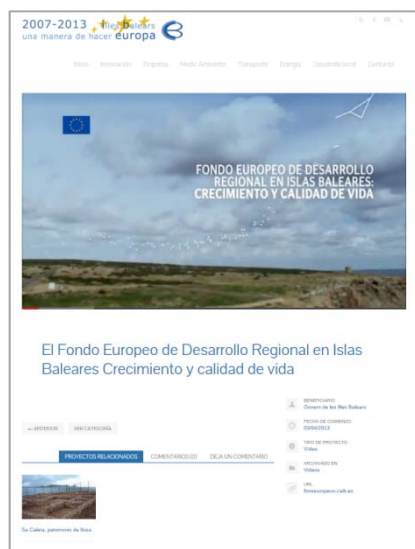 2007-2013 illes balears
una manera de hacer europa
Inicio Innovación Empresa Medio Ambiente Transporte Energía Desarrollo local Contacto
FONDO EUROPEO DE DESARROLLO
REGIONAL EN ISLAS BALEARES:
CRECIMIENTO Y CALIDAD DE VIDA
El Fondo Europeo de Desarrollo Regional en Islas
Baleares Crecimiento y calidad de vida
← ANTERIOR VER CATEGORÍA
PROYECTOS RELACIONADOS COMENTARIOS (0) DEJA UN COMENTARIO
Sa Caleta, patrimonio de Ibiza
BENEFICIARIO
Govern de les Illes Balears
FECHA DE COMIENZO
TIPO DE PROYECTO
Vídeo
ARCHIVADO EN
Vídeos
URL